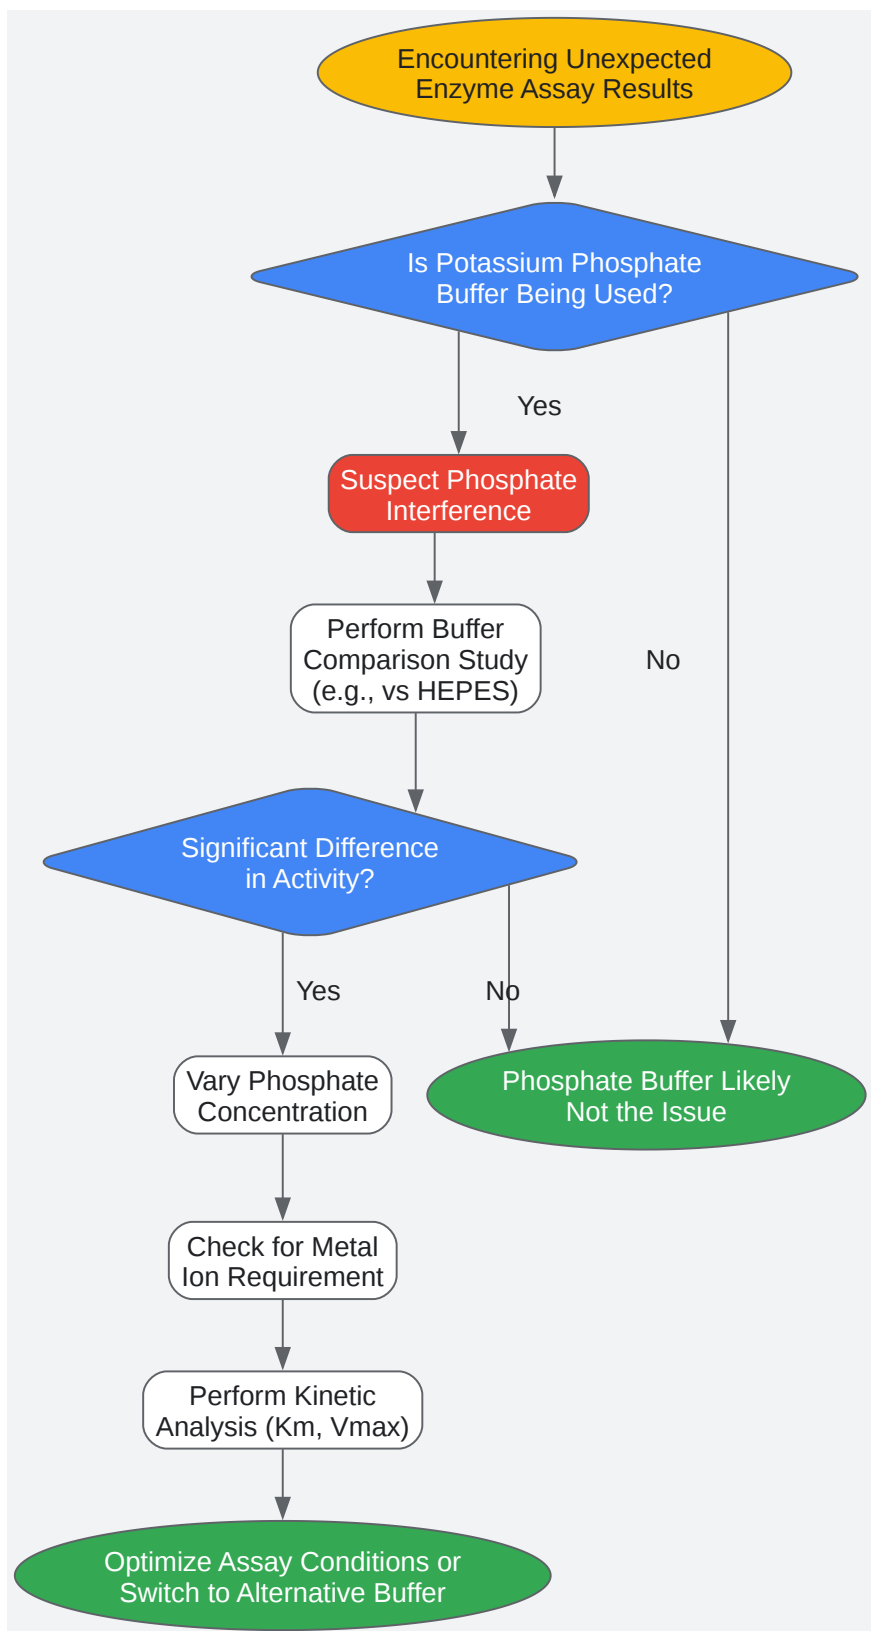 Encountering Unexpected
Enzyme Assay Results
Is Potassium Phosphate
Buffer Being Used?
Yes
Suspect Phosphate
Interference
Perform Buffer
Comparison Study
(e.g., vs HEPES)
No
Significant Difference
in Activity?
Yes
No
Vary Phosphate
Concentration
Phosphate Buffer Likely
Not the Issue
Check for Metal
Ion Requirement
Perform Kinetic
Analysis (Km, Vmax)
Optimize Assay Conditions or
Switch to Alternative Buffer